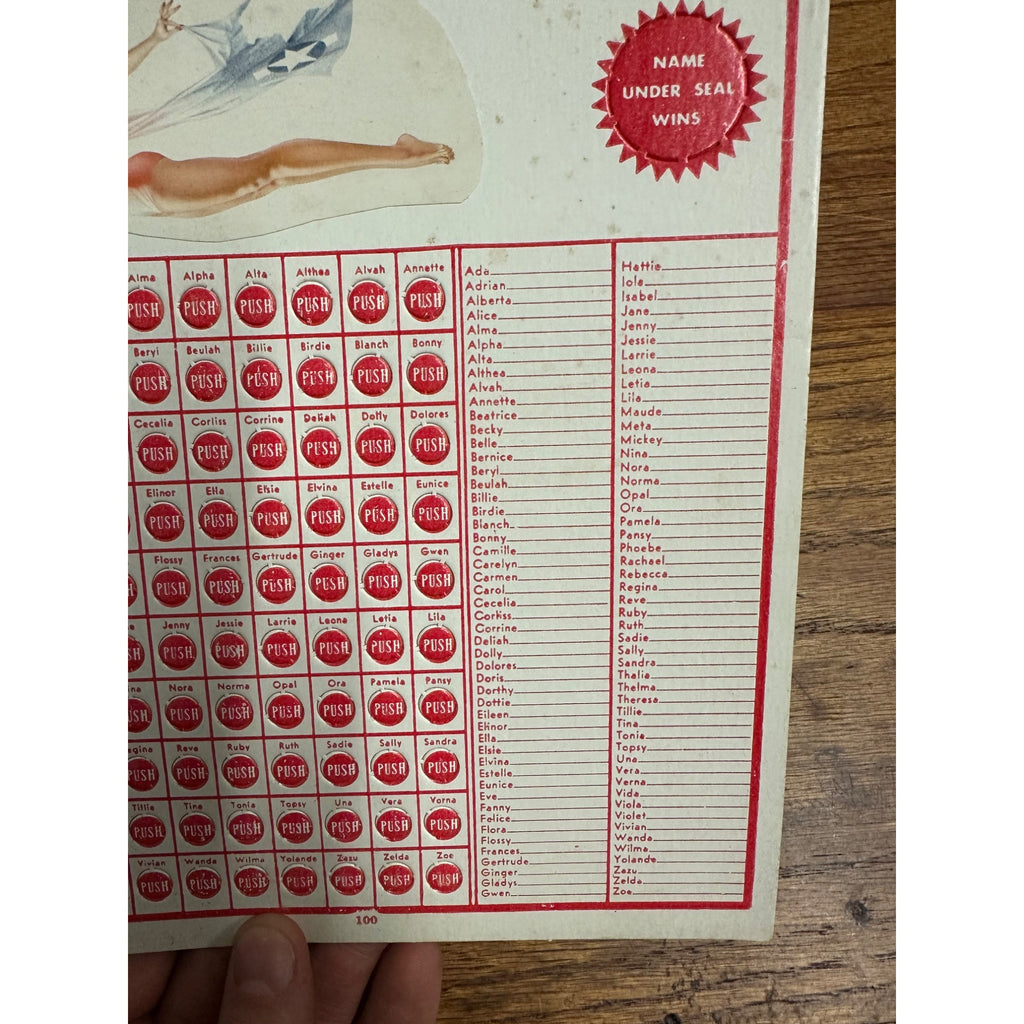 NAME
UNDER SEAL
WINS
Alma Alpha Alta Althea Alvah Annette
PUSH PUSH PUSH PUSH PUSH PUSH
Beryl Beulah Billie Birdie Blanch Bonny
PUSH PUSH PUSH PUSH PUSH PUSH
Cecelia Corliss Corrine Deliah Dolly Dolores
PUSH PUSH PUSH PUSH PUSH PUSH
Elinor Ella Elsie Elvina Estelle Eunice
PUSH PUSH PUSH PUSH PUSH PUSH
Flossy Frances Gertrude Ginger Gladys Gwen
PUSH PUSH PUSH PUSH PUSH PUSH
Jenny Jessie Larrie Leona Letia Lila
PUSH PUSH PUSH PUSH PUSH PUSH
Nora Norma Opal Ora Pamela Pansy
PUSH PUSH PUSH PUSH PUSH PUSH
Reve Ruby Ruth Sadie Sally Sandra
PUSH PUSH PUSH PUSH PUSH PUSH PUSH
Tillie Tina Tonia Topsy Una Vera Verna
PUSH PUSH PUSH PUSH PUSH PUSH PUSH
Vivian Wanda Wilma Yolande Zazu Zelda Zoe
PUSH PUSH PUSH PUSH PUSH PUSH PUSH
Ada
Adrian
Alberta
Alice
Alma
Alpha
Alta
Althea
Alvah
Annette
Beatrice
Becky
Belle
Bernice
Beryl
Beulah
Billie
Birdie
Blanch
Bonny
Camille
Carelyn
Carmen
Carol
Cecelia
Corliss
Corrine
Deliah
Dolly
Dolores
Doris
Dorthy
Dottie
Eileen
Elinor
Ella
Elsie
Elvina
Estelle
Eunice
Eve
Fanny
Felice
Flora
Flossy
Frances
Gertrude
Ginger
Gladys
Gwen
Hattie
Iola
Isabel
Jane
Jenny
Jessie
Larrie
Leona
Letia
Lila
Maude
Meta
Mickey
Nina
Nora
Norma
Opal
Ora
Pamela
Pansy
Phoebe
Rachael
Rebecca
Regina
Reve
Ruby
Ruth
Sadie
Sally
Sandra
Thalia
Thelma
Theresa
Tillie
Tina
Tonia
Topsy
Una
Vera
Verna
Vida
Viola
Violet
Vivian
Wanda
Wilma
Yolande
Zazu
Zelda
Zoe
100